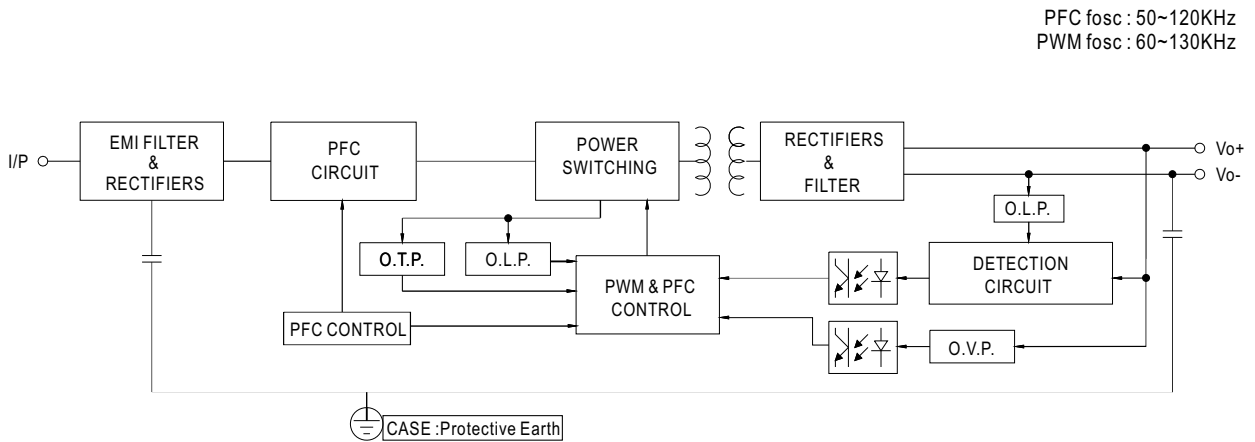 PFC fosc : 50~120KHz
PWM fosc : 60~130KHz
I/P
EMI FILTER
&
RECTIFIERS
PFC
CIRCUIT
POWER
SWITCHING
RECTIFIERS
&
FILTER
Vo+
Vo-
O.L.P.
O.T.P.
O.L.P.
PWM & PFC
CONTROL
DETECTION
CIRCUIT
PFC CONTROL
O.V.P.
CASE :Protective Earth